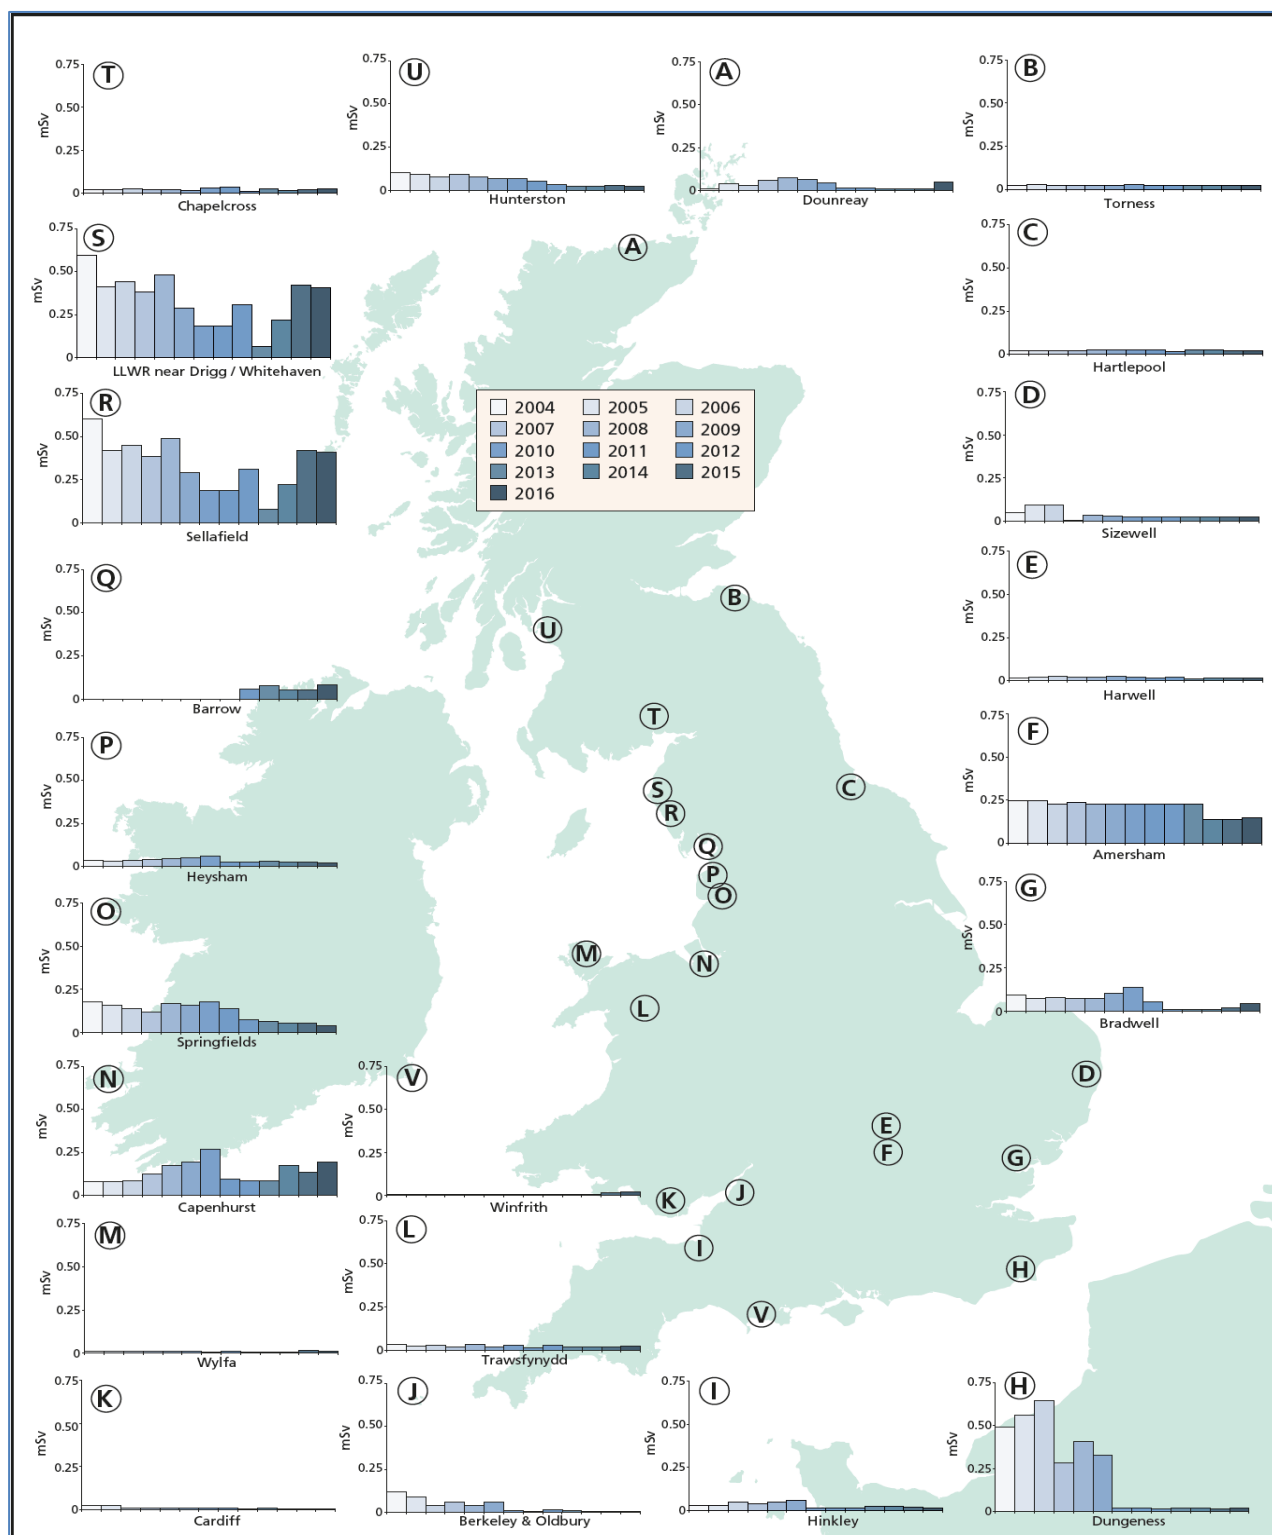 T
0.75
0.50
0.25
0
mSv
Chapelcross
U
0.75
0.50
0.25
0
mSv
Hunterston
A
0.75
0.50
0.25
0
mSv
Dounreay
B
0.75
0.50
0.25
0
mSv
Torness
S
0.75
0.50
0.25
0
mSv
LLWR near Drigg / Whitehaven
A
C
0.75
0.50
0.25
0
mSv
Hartlepool
R
0.75
0.50
0.25
0
mSv
Sellafield
2004 2005 2006
2007 2008 2009
2010 2011 2012
2013 2014 2015
2016
D
0.75
0.50
0.25
0
mSv
Sizewell
Q
0.75
0.50
0.25
0
mSv
Barrow
B
U
E
0.75
0.50
0.25
0
mSv
Harwell
T
P
0.75
0.50
0.25
0
mSv
Heysham
S
R
C
Q
P
O
F
0.75
0.50
0.25
0
mSv
Amersham
O
0.75
0.50
0.25
0
mSv
Springfields
M
N
L
G
0.75
0.50
0.25
0
mSv
Bradwell
N
0.75
0.50
0.25
0
mSv
Capenhurst
V
0.75
0.50
0.25
0
mSv
Winfrith
D
E
F
G
K
J
M
0.75
0.50
0.25
0
mSv
Wylfa
L
0.75
0.50
0.25
0
mSv
Trawsfynydd
I
H
V
K
0.75
0.50
0.25
0
mSv
Cardiff
J
0.75
0.50
0.25
0
mSv
Berkeley & Oldbury
I
0.75
0.50
0.25
0
mSv
Hinkley
H
0.75
0.50
0.25
0
mSv
Dungeness